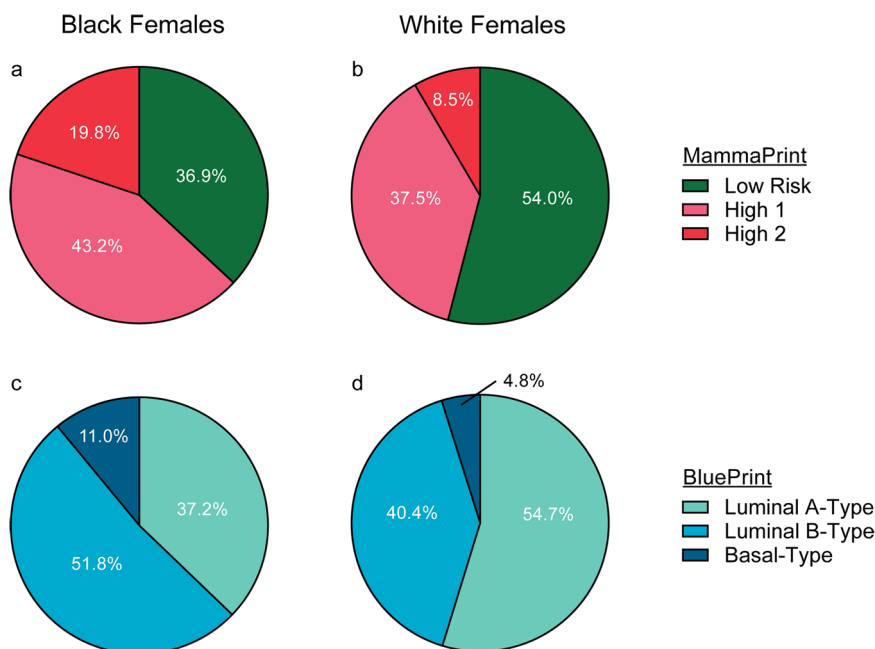 Black Females
White Females
a
19.8%
36.9%
43.2%
b
8.5%
37.5%
54.0%
MammaPrint
Low Risk
High 1
High 2
c
11.0%
37.2%
51.8%
d
4.8%
40.4%
54.7%
BluePrint
Luminal A-Type
Luminal B-Type
Basal-Type